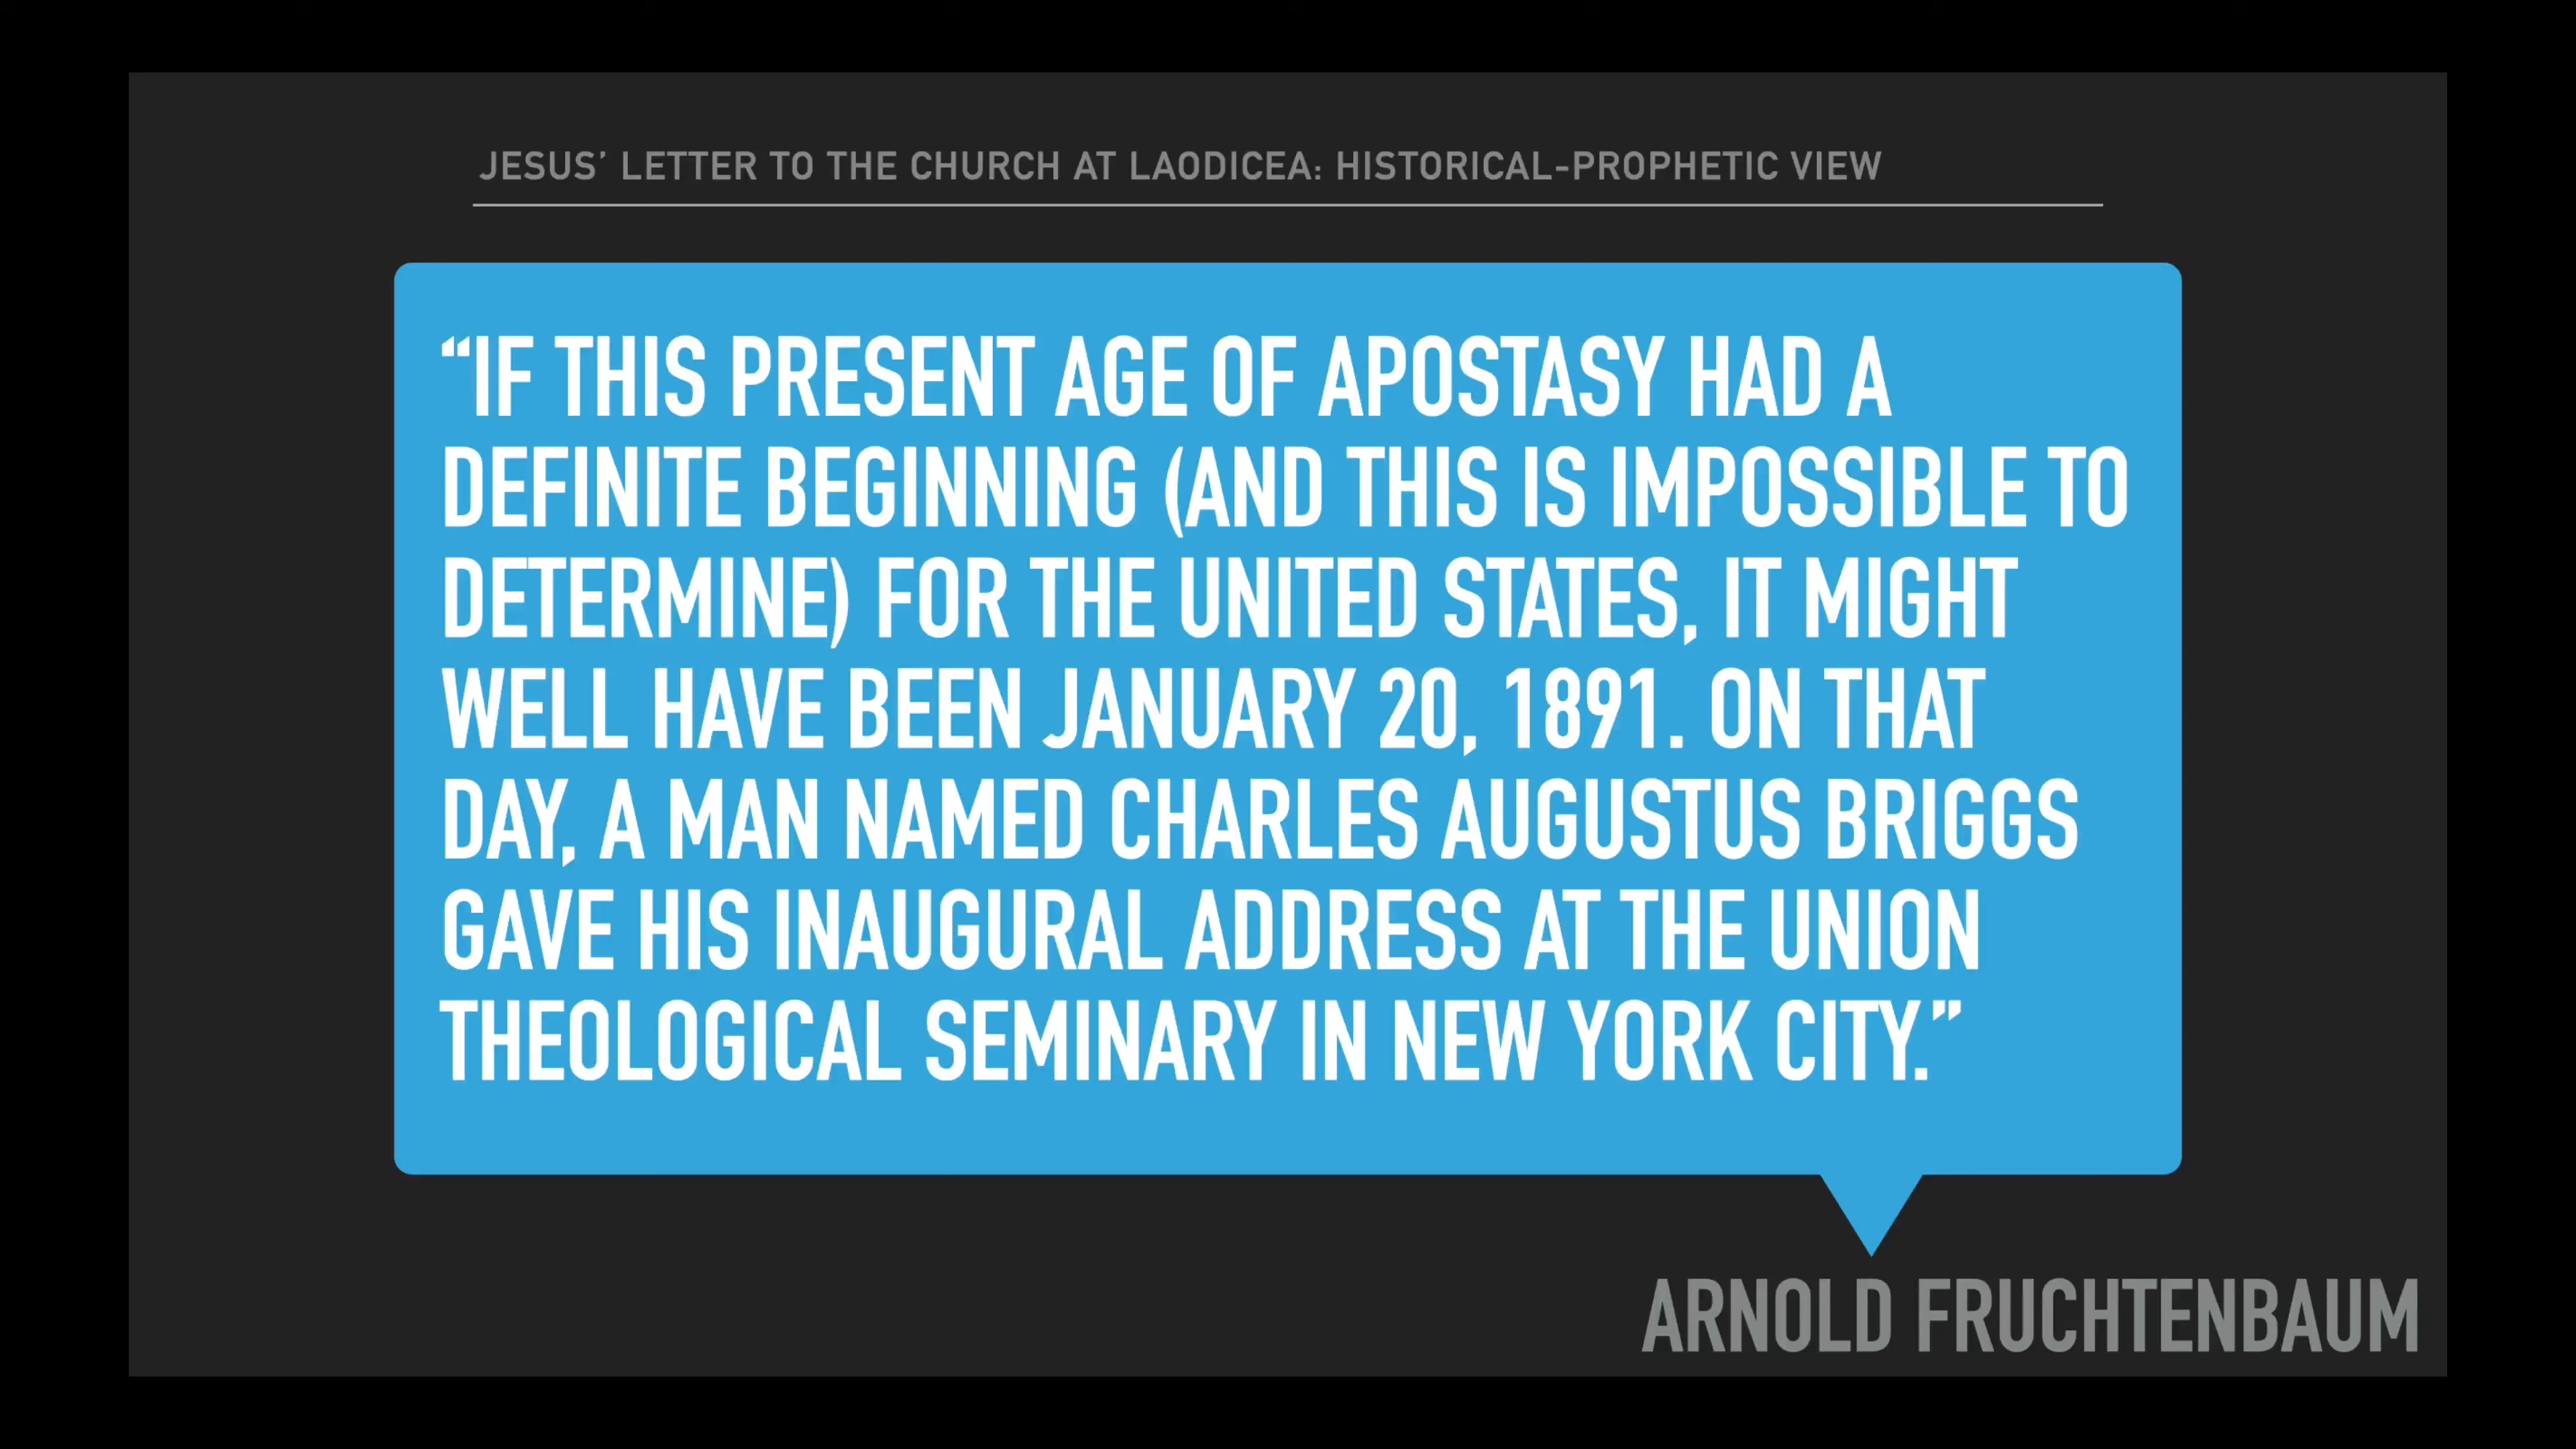 JESUS’ LETTER TO THE CHURCH AT LAODICEA: HISTORICAL-PROPHETIC VIEW
“IF THIS PRESENT AGE OF APOSTASY HAD A
DEFINITE BEGINNING (AND THIS IS IMPOSSIBLE TO
DETERMINE) FOR THE UNITED STATES, IT MIGHT
WELL HAVE BEEN JANUARY 20, 1891. ON THAT
DAY, A MAN NAMED CHARLES AUGUSTUS BRIGGS
GAVE HIS INAUGURAL ADDRESS AT THE UNION
THEOLOGICAL SEMINARY IN NEW YORK CITY.”
ARNOLD FRUCHTENBAUM